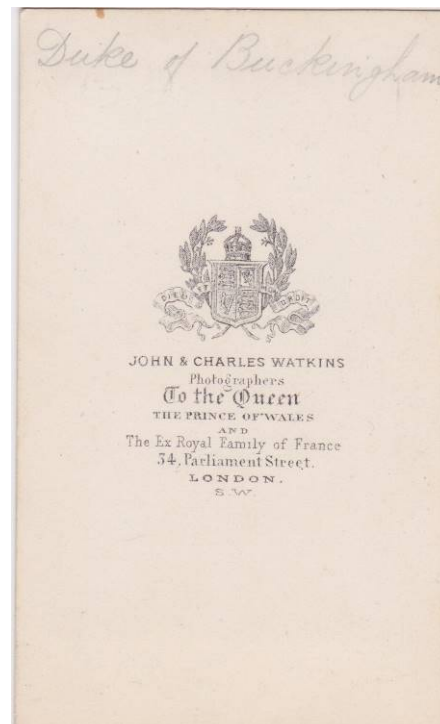 Duke of Buckingham
DIEU ET MON DROIT
JOHN & CHARLES WATKINS
Photographers
To the Queen
THE PRINCE OF WALES
AND
The Ex Royal Family of France
34, Parliament Street.
LONDON.
S.W.